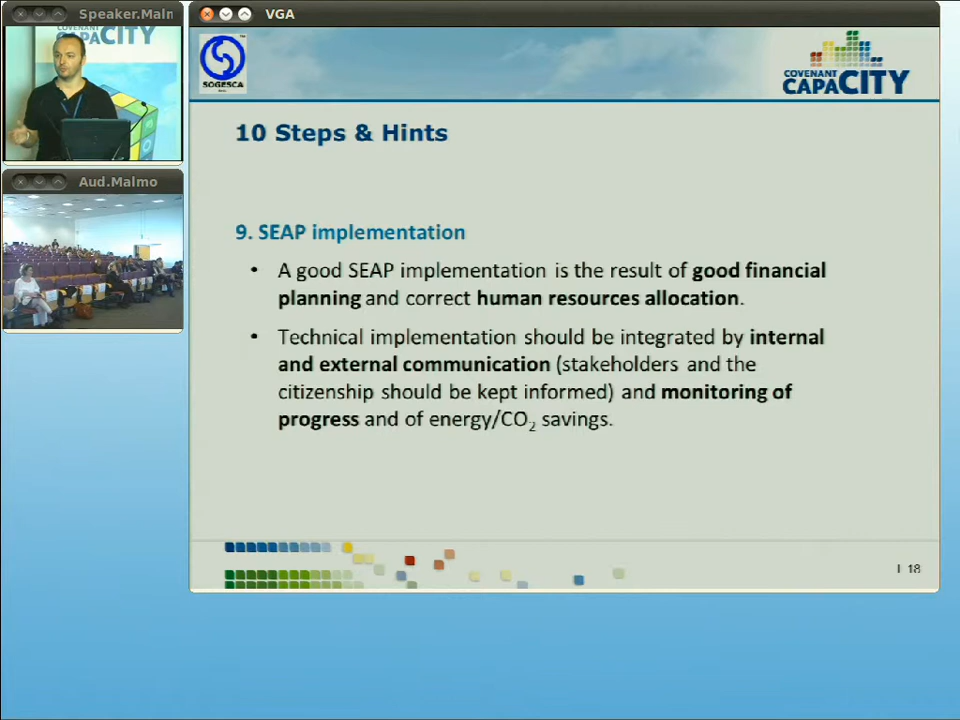 Speaker.Malm
COVENANT
CAPACITY
Aud.Malmo
VGA
SOGESCA
COVENANT
CAPACITY
10 Steps & Hints
9. SEAP implementation
• A good SEAP implementation is the result of good financial
planning and correct human resources allocation.
• Technical implementation should be integrated by internal
and external communication (stakeholders and the
citizenship should be kept informed) and monitoring of
progress and of energy/CO₂ savings.
I 18